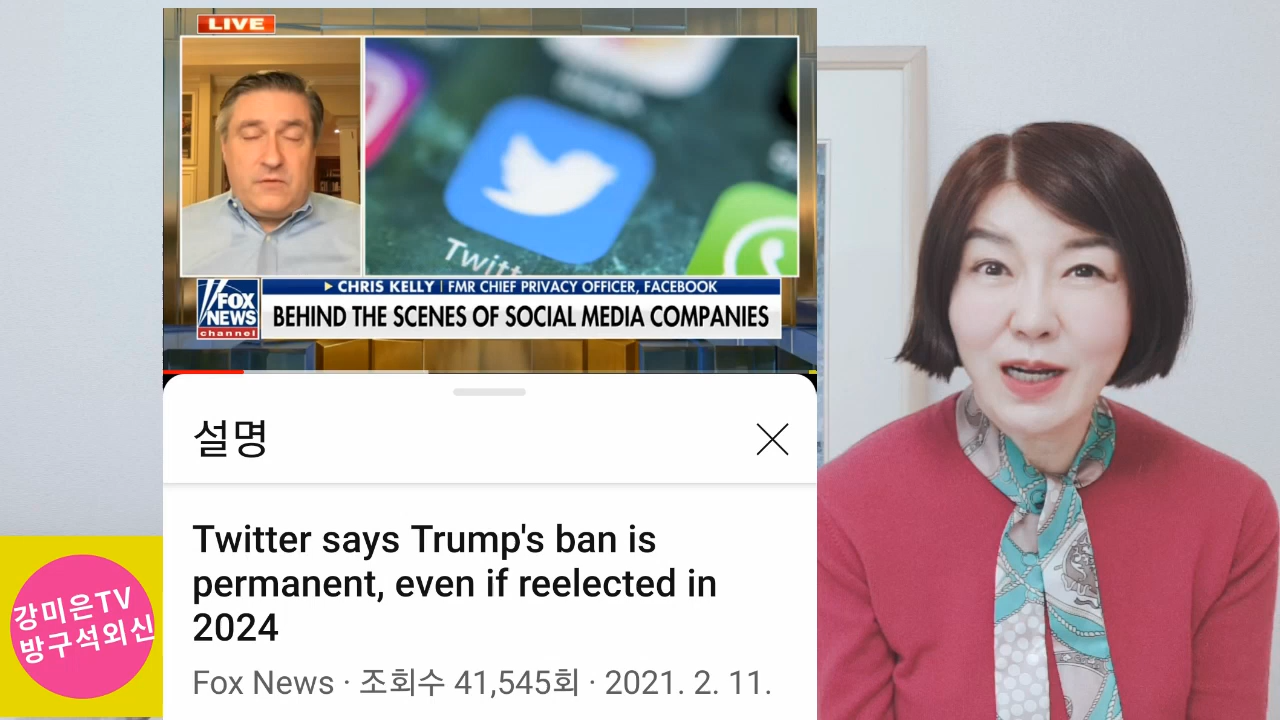 LIVE
Twitt
CHRIS KELLY | FMR CHIEF PRIVACY OFFICER, FACEBOOK
FOX
NEWS
channel
BEHIND THE SCENES OF SOCIAL MEDIA COMPANIES
설명
Twitter says Trump's ban is
permanent, even if reelected in
2024
Fox News · 조회수 41,545회 · 2021. 2. 11.
강미은TV
방구석외신